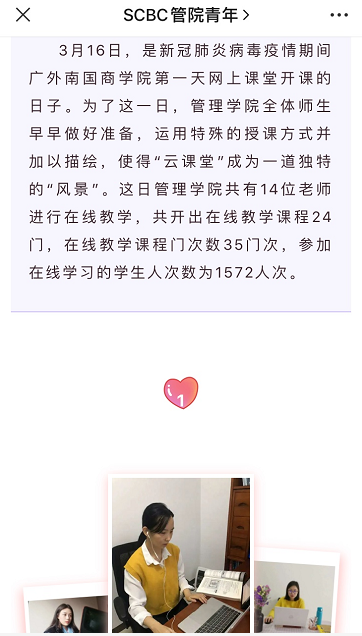 SCBC管院青年
3月16日，是新冠肺炎病毒疫情期间
广外南国商学院第一天网上课堂开课的
日子。为了这一日，管理学院全体师生
早早做好准备，运用特殊的授课方式并
加以描绘，使得“云课堂”成为一道独特
的“风景”。这日管理学院共有14位老师
进行在线教学，共开出在线教学课程24
门，在线教学课程门次数35门次，参加
在线学习的学生人次数为1572人次。
1